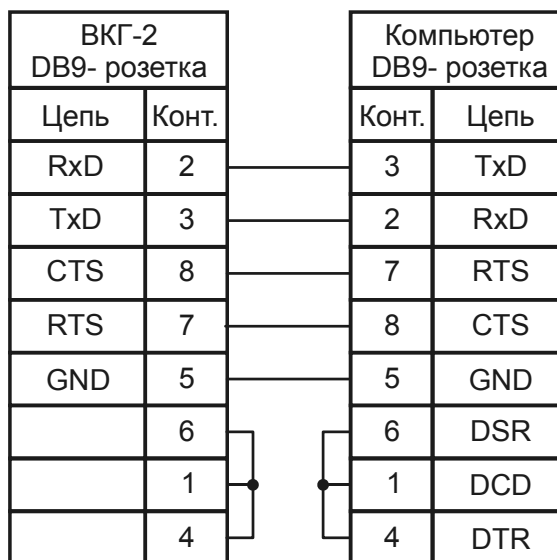 ВКГ-2
DB9- розетка
Цепь Конт.
RxD 2
TxD 3
CTS 8
RTS 7
GND 5
6
1
4
Компьютер
DB9- розетка
Конт. Цепь
3 TxD
2 RxD
7 RTS
8 CTS
5 GND
6 DSR
1 DCD
4 DTR